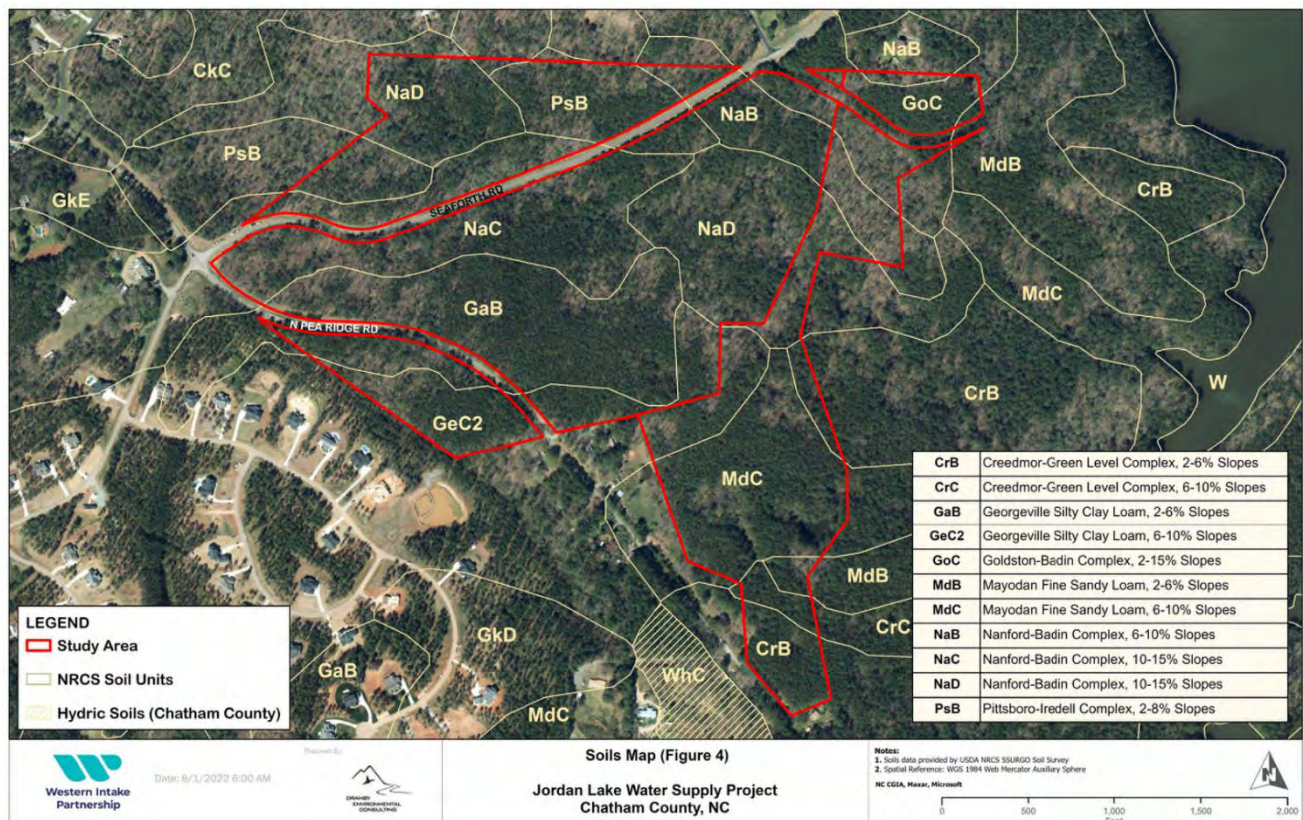 NaB
CkC
NaD
PsB
GoC
NaB
PsB
MdB
CrB
GkE
SEAFORTH RD
NaC
NaD
MdC
GaB
N PEA RIDGE RD
CrB
W
GeC2
MdC
MdB
CrC
CrB
GkD
WhC
GaB
MdC
CrB Creedmor-Green Level Complex, 2-6% Slopes
CrC Creedmor-Green Level Complex, 6-10% Slopes
GaB Georgeville Silty Clay Loam, 2-6% Slopes
GeC2 Georgeville Silty Clay Loam, 6-10% Slopes
GoC Goldston-Badin Complex, 2-15% Slopes
MdB Mayodan Fine Sandy Loam, 2-6% Slopes
MdC Mayodan Fine Sandy Loam, 6-10% Slopes
NaB Nanford-Badin Complex, 6-10% Slopes
NaC Nanford-Badin Complex, 10-15% Slopes
NaD Nanford-Badin Complex, 10-15% Slopes
PsB Pittsboro-Iredell Complex, 2-8% Slopes
LEGEND
Study Area
NRCS Soil Units
Hydric Soils (Chatham County)
Western Intake
Partnership
Date: 8/1/2022 6:00 AM
Prepared By:
ENVIRONMENTAL
CONSULTING
Soils Map (Figure 4)
Jordan Lake Water Supply Project
Chatham County, NC
Notes:
1. Soils data provided by USDA NRCS SSURGO Soil Survey
2. Spatial Reference: WGS 1984 Web Mercator Auxiliary Sphere
NC CGIA, Maxar, Microsoft
N
0 500 1,000 1,500 2,000
Feet